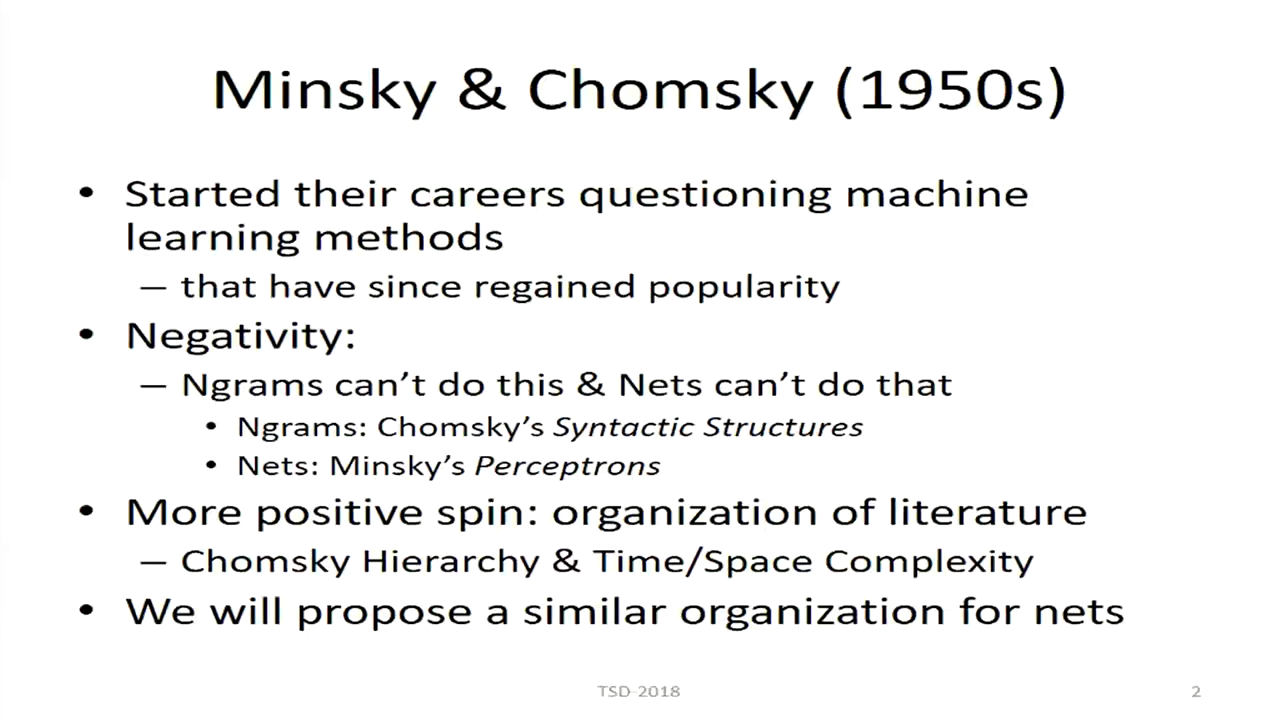 Minsky & Chomsky (1950s)
• Started their careers questioning machine
learning methods
– that have since regained popularity
• Negativity:
– Ngrams can’t do this & Nets can’t do that
• Ngrams: Chomsky’s Syntactic Structures
• Nets: Minsky’s Perceptrons
• More positive spin: organization of literature
– Chomsky Hierarchy & Time/Space Complexity
• We will propose a similar organization for nets
TSD-2018
2